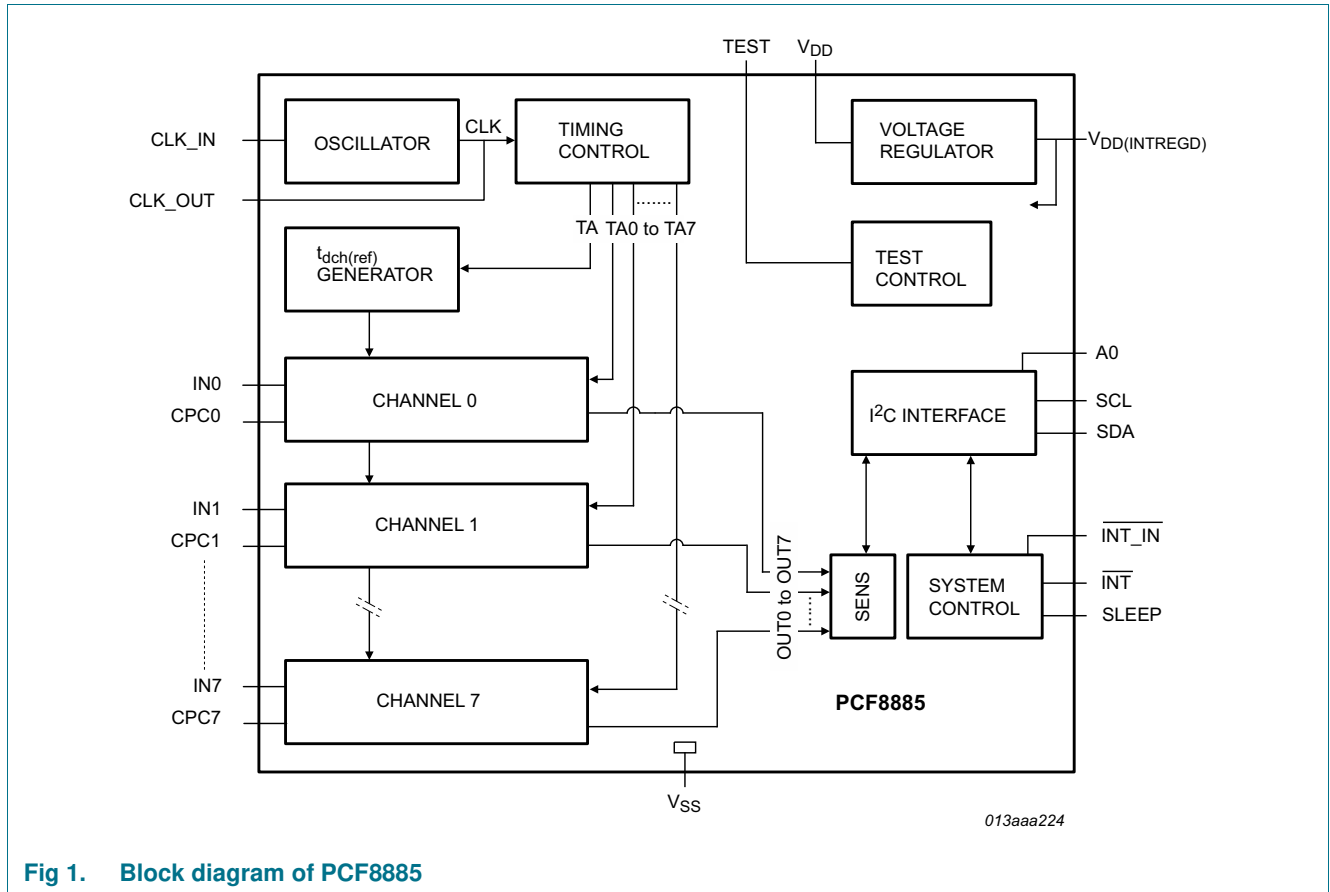 TEST
VDD
CLK_IN
OSCILLATOR
CLK
TIMING
CONTROL
VOLTAGE
REGULATOR
VDD(INTREGD)
CLK_OUT
TA
TA0 to TA7
tdch(ref)
GENERATOR
TEST
CONTROL
IN0
CPC0
CHANNEL 0
A0
SCL
SDA
I2C INTERFACE
IN1
CPC1
CHANNEL 1
OUT0 to OUT7
SENS
SYSTEM
CONTROL
INT_IN
INT
SLEEP
IN7
CPC7
CHANNEL 7
PCF8885
VSS
013aaa224
Fig 1. Block diagram of PCF8885